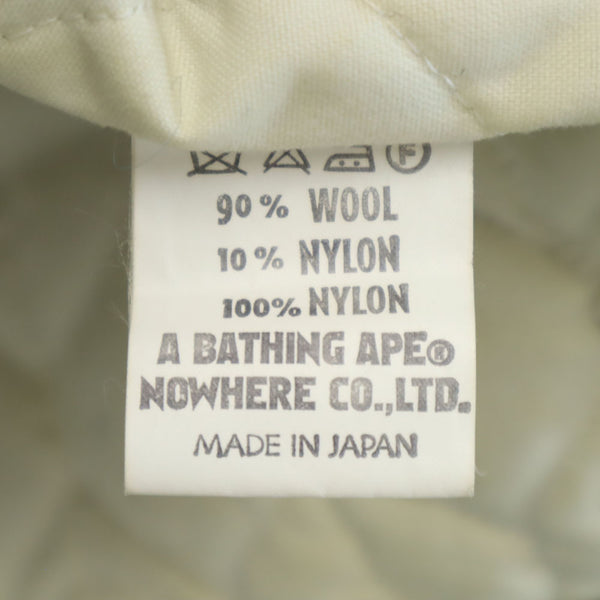 F
90% WOOL
10% NYLON
100% NYLON
A BATHING APE®
NOWHERE CO.,LTD.
MADE IN JAPAN